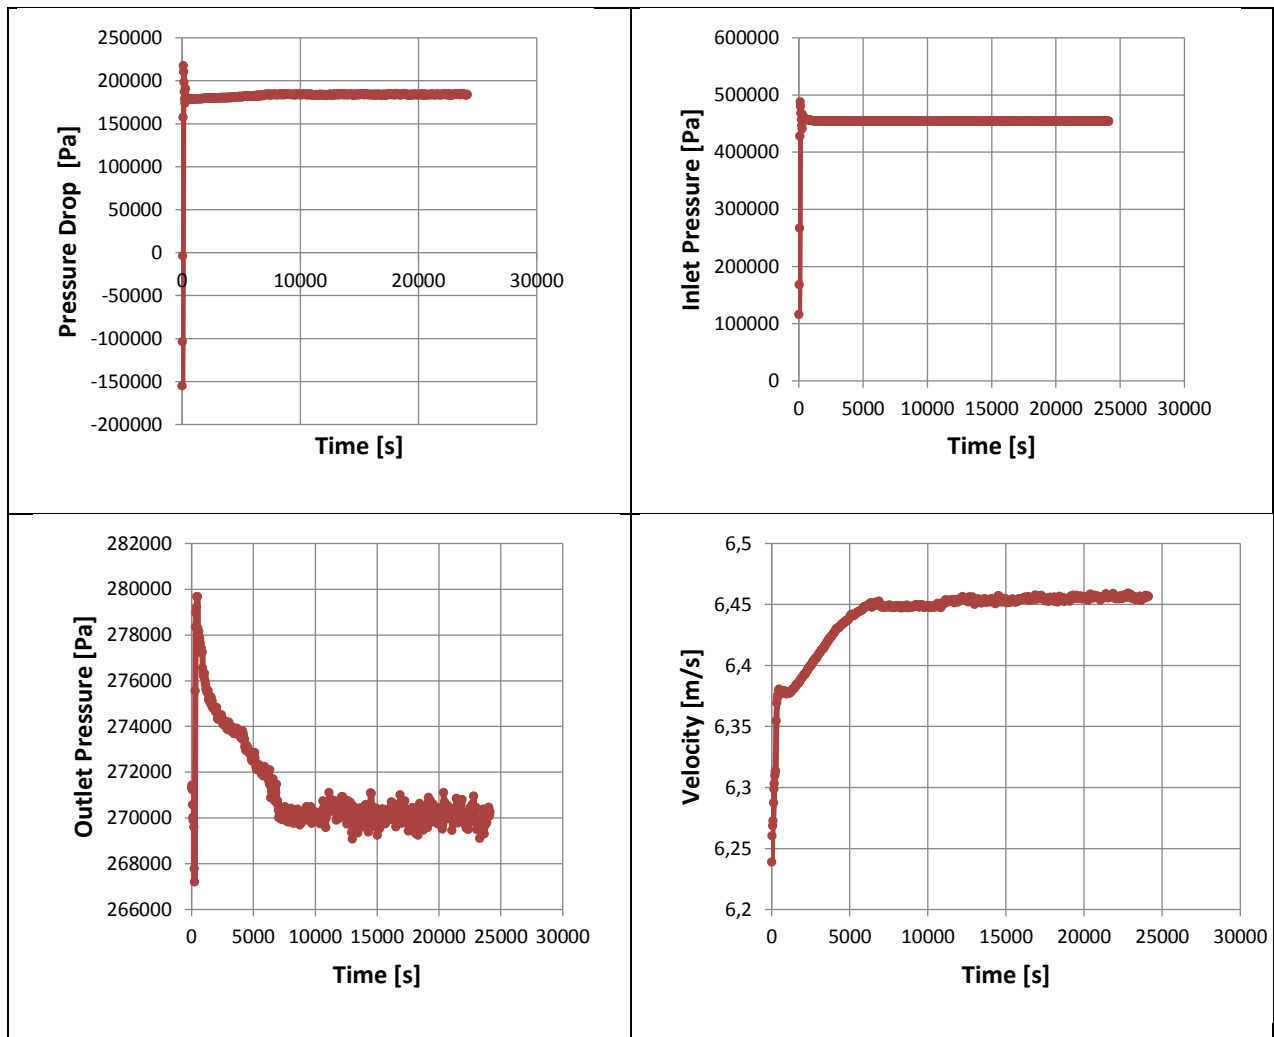 250000
200000
150000
100000
50000
0
-50000
-100000
-150000
-200000
0 10000 20000 30000
Pressure Drop [Pa]
Time [s]
600000
500000
400000
300000
200000
100000
0
0 5000 10000 15000 20000 25000 30000
Inlet Pressure [Pa]
Time [s]
282000
280000
278000
276000
274000
272000
270000
268000
266000
0 5000 10000 15000 20000 25000 30000
Outlet Pressure [Pa]
Time [s]
6,5
6,45
6,4
6,35
6,3
6,25
6,2
0 5000 10000 15000 20000 25000 30000
Velocity [m/s]
Time [s]